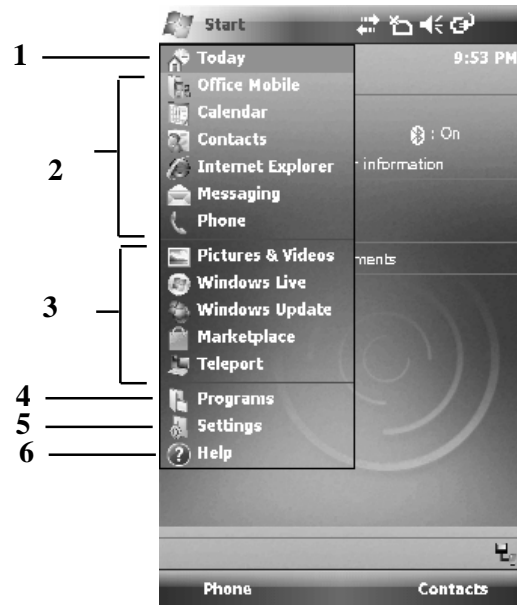 Start
1 Today 9:53 PM
Office Mobile
Calendar
Contacts : On
2 Internet Explorer r information
Messaging
Phone
Pictures & Videos ments
Windows Live
3 Windows Update
Marketplace
Teleport
4 Programs
5 Settings
6 Help
Phone Contacts